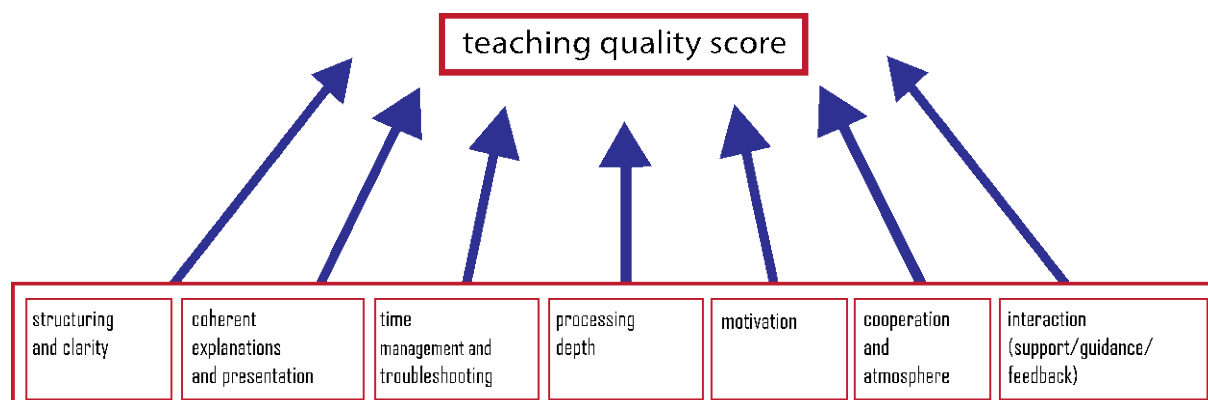 teaching quality score
structuring
and clarity
coherent
explanations
and presentation
time
management and
troubleshooting
processing
depth
motivation
cooperation
and
atmosphere
interaction
(support/guidance/
feedback)